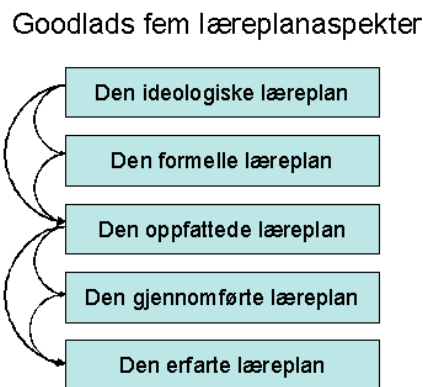 Goodlads fem læreplanaspekter
Den ideologiske læreplan
Den formelle læreplan
Den oppfattede læreplan
Den gjennomførte læreplan
Den erfarte læreplan